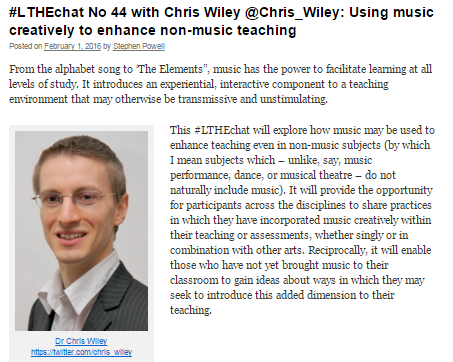 #LTHEchat No 44 with Chris Wiley @Chris_Wiley: Using music
creatively to enhance non-music teaching
Posted on February 1, 2016 by Stephen Powell
From the alphabet song to ‘The Elements”, music has the power to facilitate learning at all
levels of study. It introduces an experiential, interactive component to a teaching
environment that may otherwise be transmissive and unstimulating.
This #LTHEchat will explore how music may be used to
enhance teaching even in non-music subjects (by which
I mean subjects which – unlike, say, music
performance, dance, or musical theatre – do not
naturally include music). It will provide the opportunity
for participants across the disciplines to share practices
in which they have incorporated music creatively within
their teaching or assessments, whether singly or in
combination with other arts. Reciprocally, it will enable
those who have not yet brought music to their
classroom to gain ideas about ways in which they may
seek to introduce this added dimension to their
teaching.
Dr Chris Wiley
https://twitter.com/chris_wiley